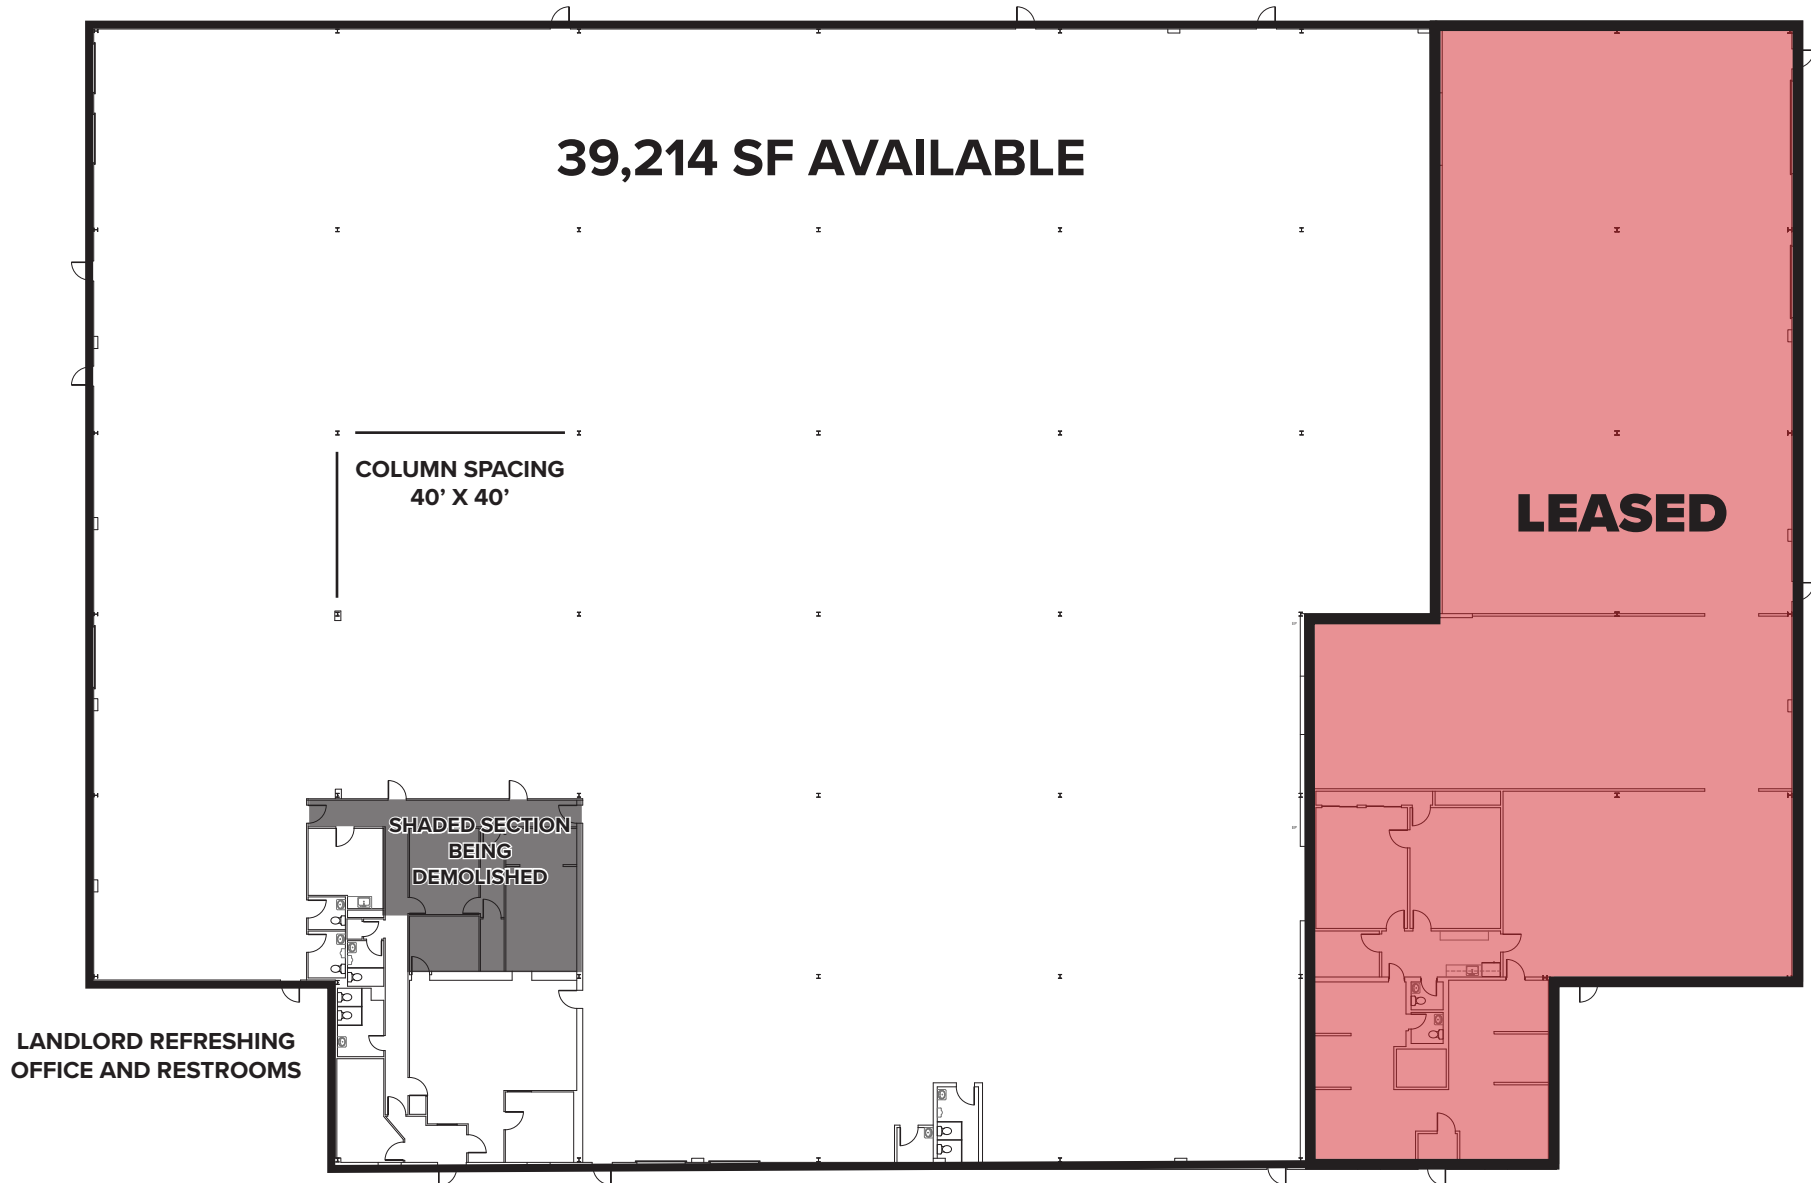 39,214 SF AVAILABLE
COLUMN SPACING
40’ X 40’
LEASED
SHADED SECTION
BEING
DEMOLISHED
LANDLORD REFRESHING
OFFICE AND RESTROOMS